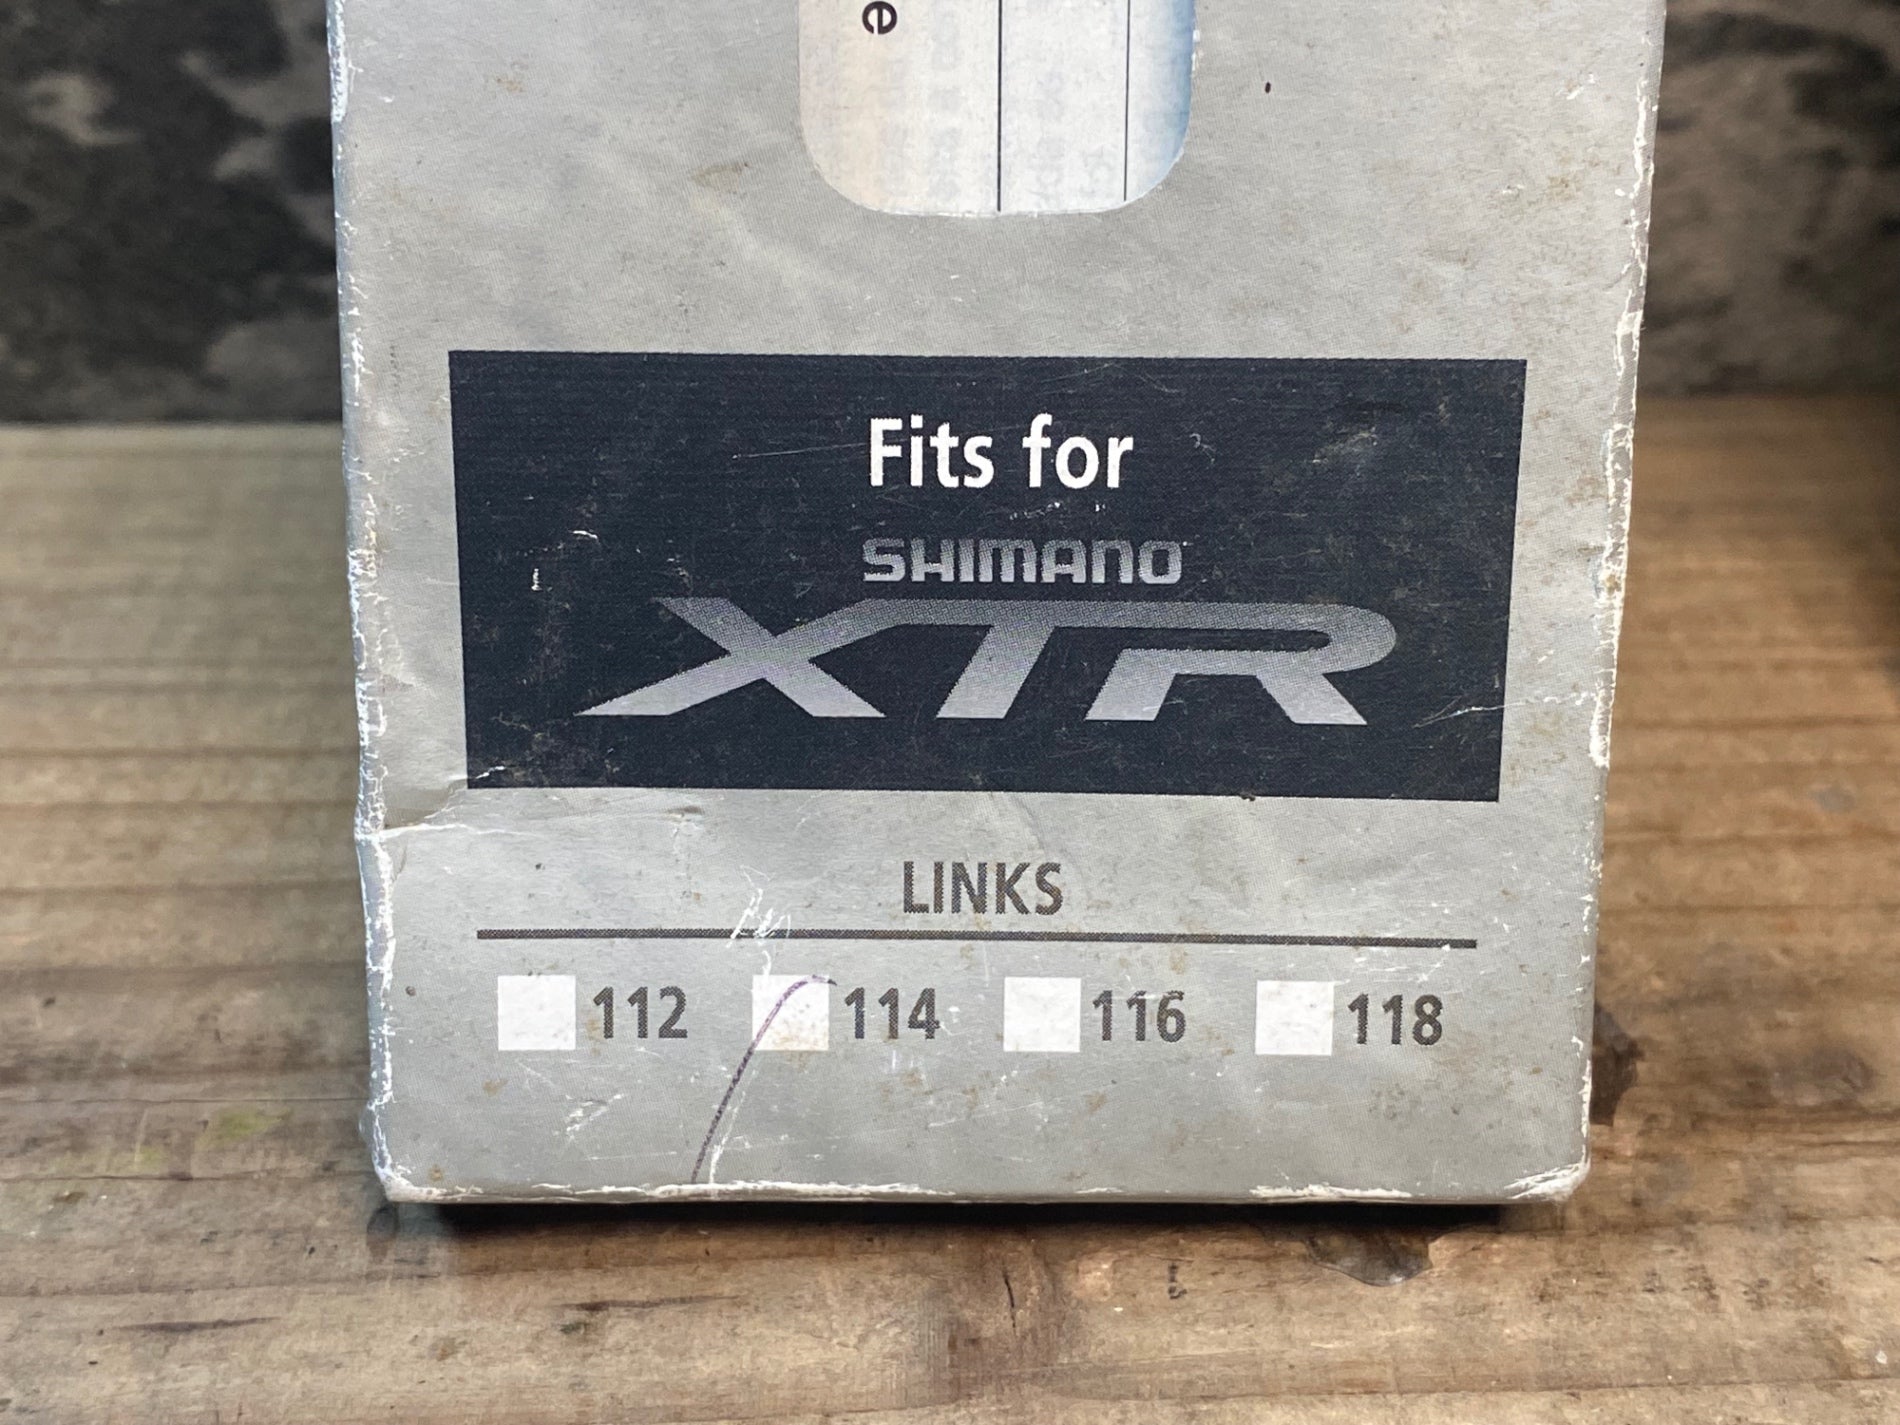 e
Fits for
SHIMANO
XTR
LINKS
112 114 116 118